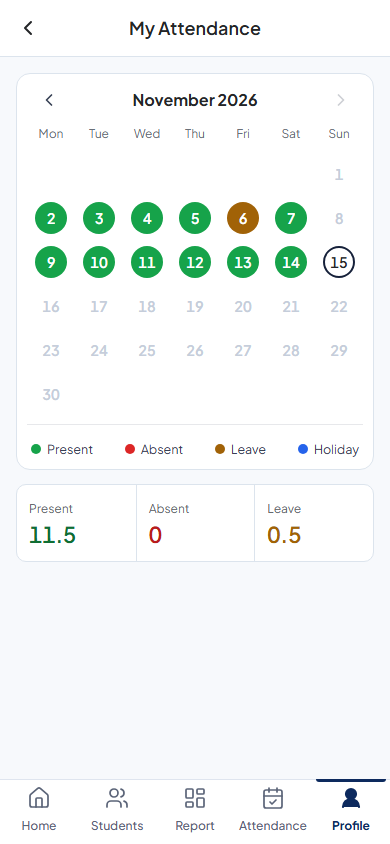 My Attendance
November 2026
Mon Tue Wed Thu Fri Sat Sun
1
2 3 4 5 6 7 8
9 10 11 12 13 14 15
16 17 18 19 20 21 22
23 24 25 26 27 28 29
30
Present Absent Leave Holiday
Present Absent Leave
11.5 0 0.5
Home Students Report Attendance Profile